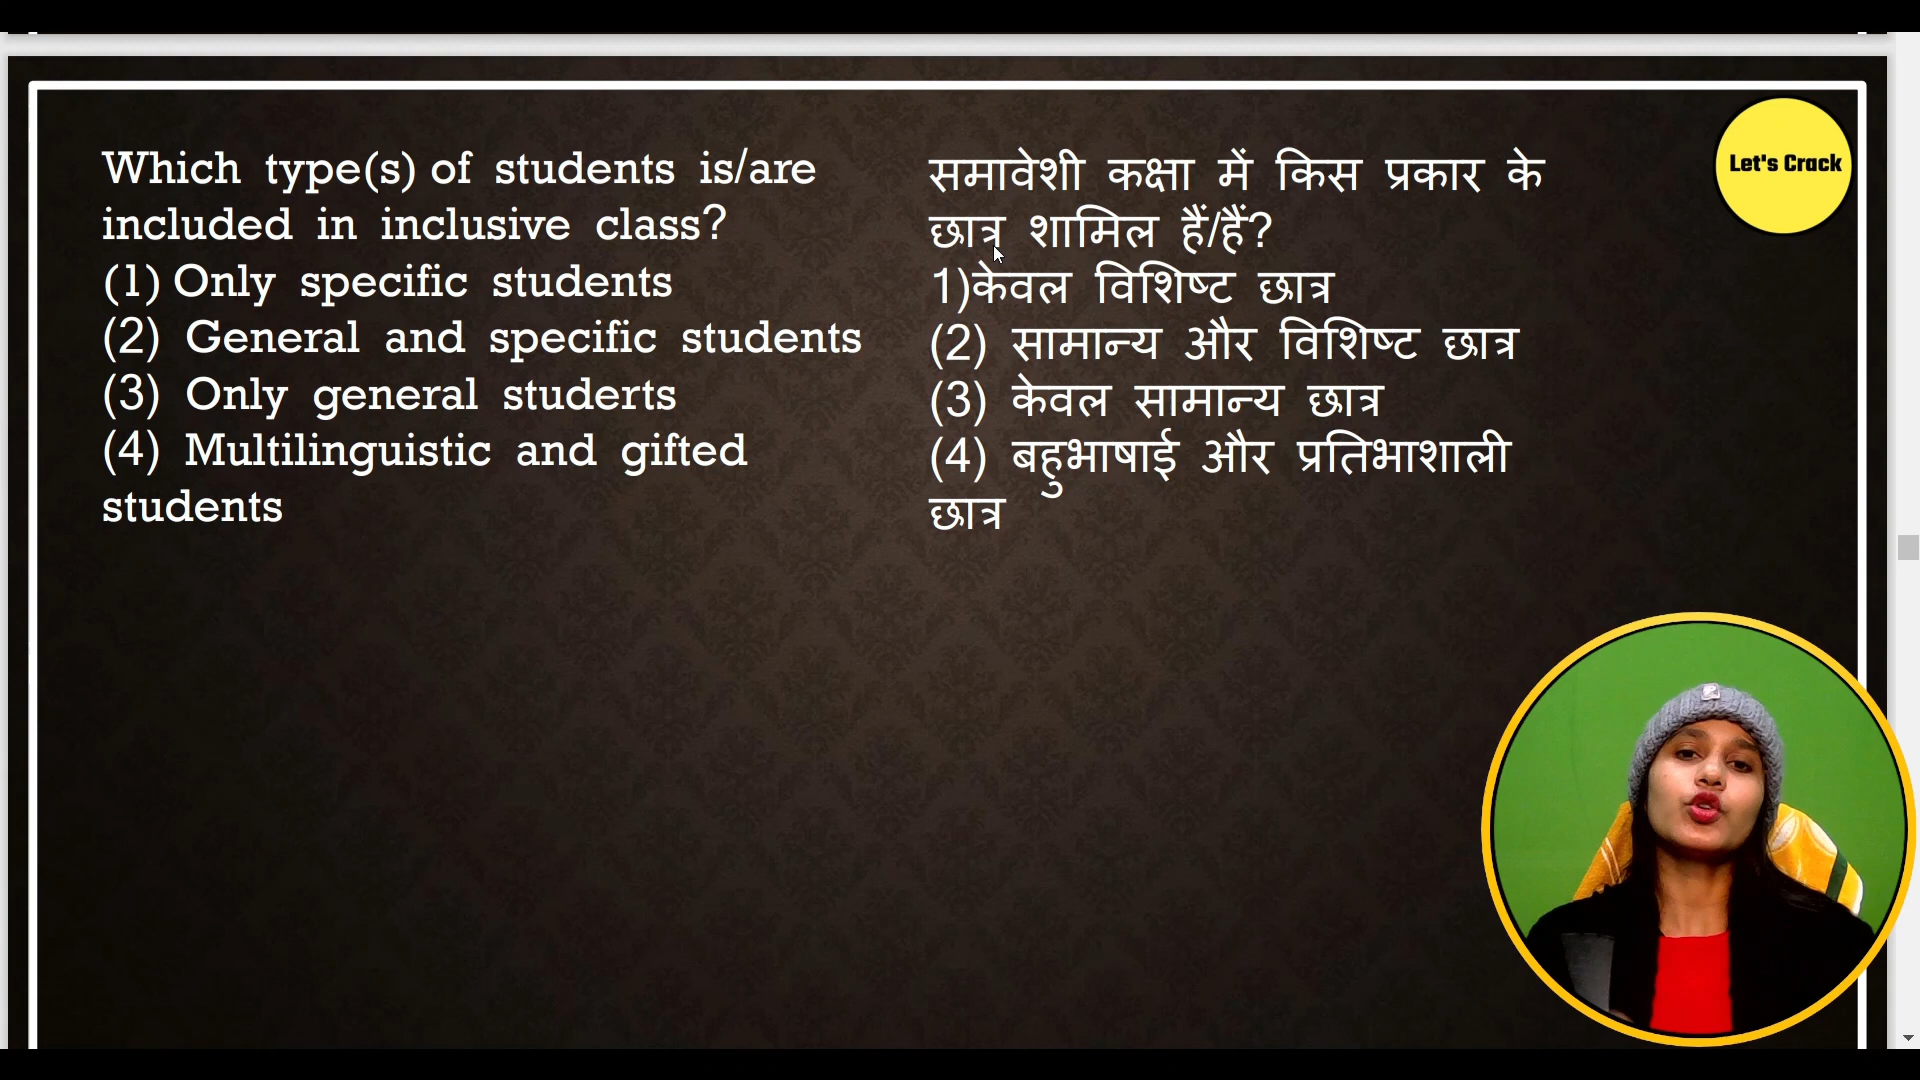 Which type(s) of students is/are
included in inclusive class?
(1) Only specific students
(2) General and specific students
(3) Only general studerts
(4) Multilinguistic and gifted
students
समावेशी कक्षा में किस प्रकार के
छात्र शामिल हैं/हैं?
1)केवल विशिष्ट छात्र
(2) सामान्य और विशिष्ट छात्र
(3) केवल सामान्य छात्र
(4) बहुभाषाई और प्रतिभाशाली
छात्र
Let's Crack